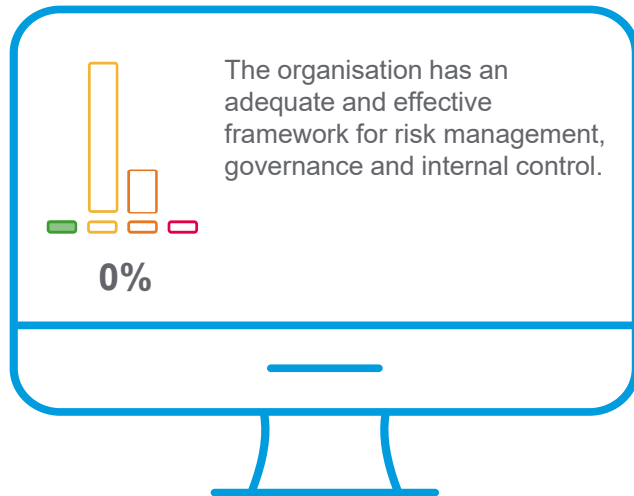 The organisation has an
adequate and effective
framework for risk management,
governance and internal control.
0%